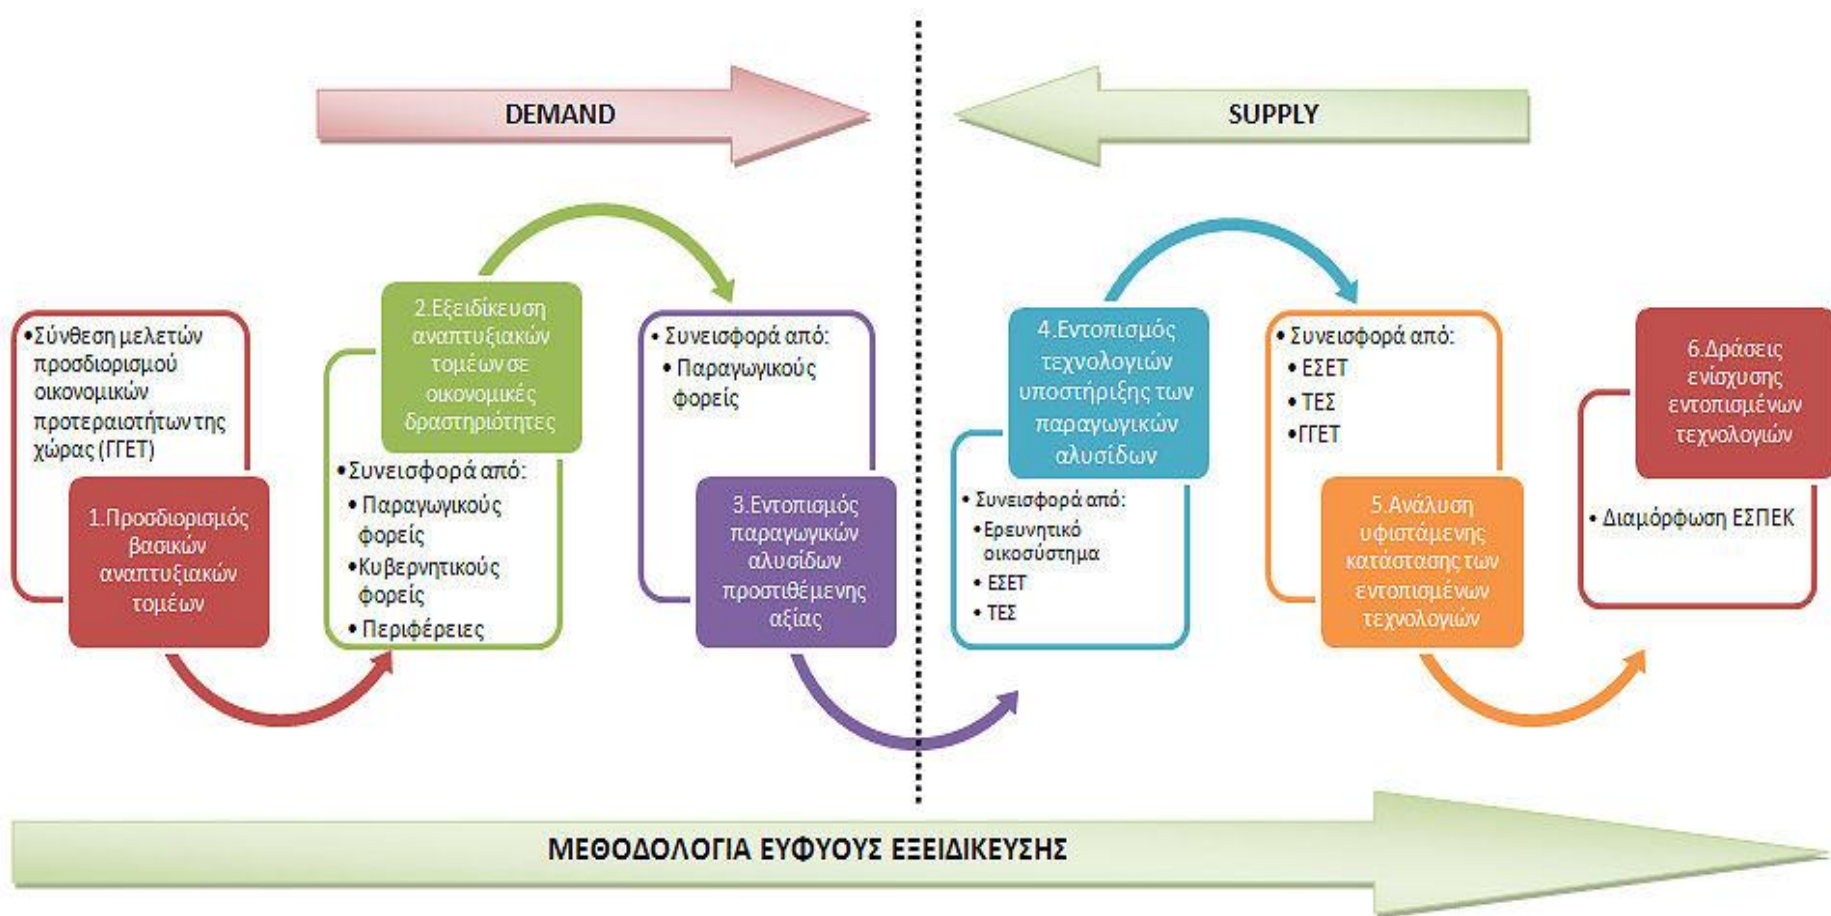 DEMAND
SUPPLY
•Σύνθεση μελετών
προσδιορισμού
οικονομικών
προτεραιοτήτων της
χώρας (ΓΓΕΤ)
1.Προσδιορισμός
βασικών
αναπτυξιακών
τομέων
2.Εξειδίκευση
αναπτυξιακών
τομέων σε
οικονομικές
δραστηριότητες
•Συνεισφορά από:
• Παραγωγικούς
φορείς
•Κυβερνητικούς
φορείς
• Περιφέρειες
• Συνεισφορά από:
• Παραγωγικούς
φορείς
3.Εντοπισμός
παραγωγικών
αλυσίδων
προστιθέμενης
αξίας
4.Εντοπισμός
τεχνολογιών
υποστήριξης των
παραγωγικών
αλυσίδων
• Συνεισφορά από:
•Ερευνητικό
οικοσύστημα
• ΕΣΕΤ
• ΤΕΣ
• Συνεισφορά από:
• ΕΣΕΤ
• ΤΕΣ
•ΓΓΕΤ
5.Ανάλυση
υφιστάμενης
κατάστασης των
εντοπισμένων
τεχνολογιών
6.Δράσεις
ενίσχυσης
εντοπισμένων
τεχνολογιών
• Διαμόρφωση ΕΣΠΕΚ
ΜΕΘΟΔΟΛΟΓΙΑ ΕΥΦΥΟΥΣ ΕΞΕΙΔΙΚΕΥΣΗΣ